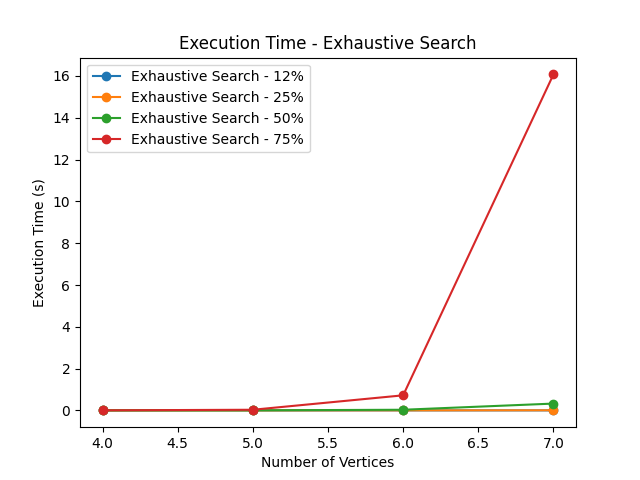 Execution Time - Exhaustive Search
Exhaustive Search - 12%
Exhaustive Search - 25%
Exhaustive Search - 50%
Exhaustive Search - 75%
Execution Time (s)
16
14
12
10
8
6
4
2
0
4.0 4.5 5.0 5.5 6.0 6.5 7.0
Number of Vertices